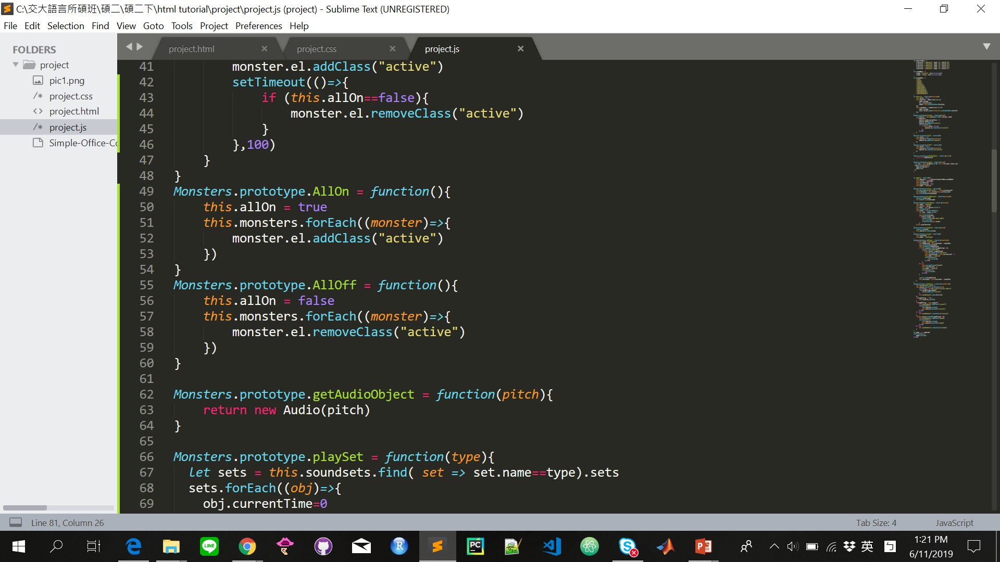 C:\交大語言所碩班\碩二\碩二下\html tutorial\project\project.js (project) - Sublime Text (UNREGISTERED)
File Edit Selection Find View Goto Tools Project Preferences Help
FOLDERS
project
pic1.png
/* project.css
<> project.html
/* project.js
Simple-Office-Co
project.html × project.css × project.js ×
41 monster.el.addClass("active")
42 setTimeout(()=>{
43 if (this.allOn==false){
44 monster.el.removeClass("active")
45 }
46 },100)
47 }
48 }
49 Monsters.prototype.AllOn = function(){
50 this.allOn = true
51 this.monsters.forEach((monster)=>{
52 monster.el.addClass("active")
53 })
54 }
55 Monsters.prototype.AllOff = function(){
56 this.allOn = false
57 this.monsters.forEach((monster)=>{
58 monster.el.removeClass("active")
59 })
60 }
61
62 Monsters.prototype.getAudioObject = function(pitch){
63 return new Audio(pitch)
64 }
65
66 Monsters.prototype.playSet = function(type){
67 let sets = this.soundsets.find( set => set.name==type).sets
68 sets.forEach((obj)=>{
69 obj.currentTime=0
Line 81, Column 26 Tab Size: 4 JavaScript
LINE R PC 英 ㄅ
1:21 PM
6/11/2019